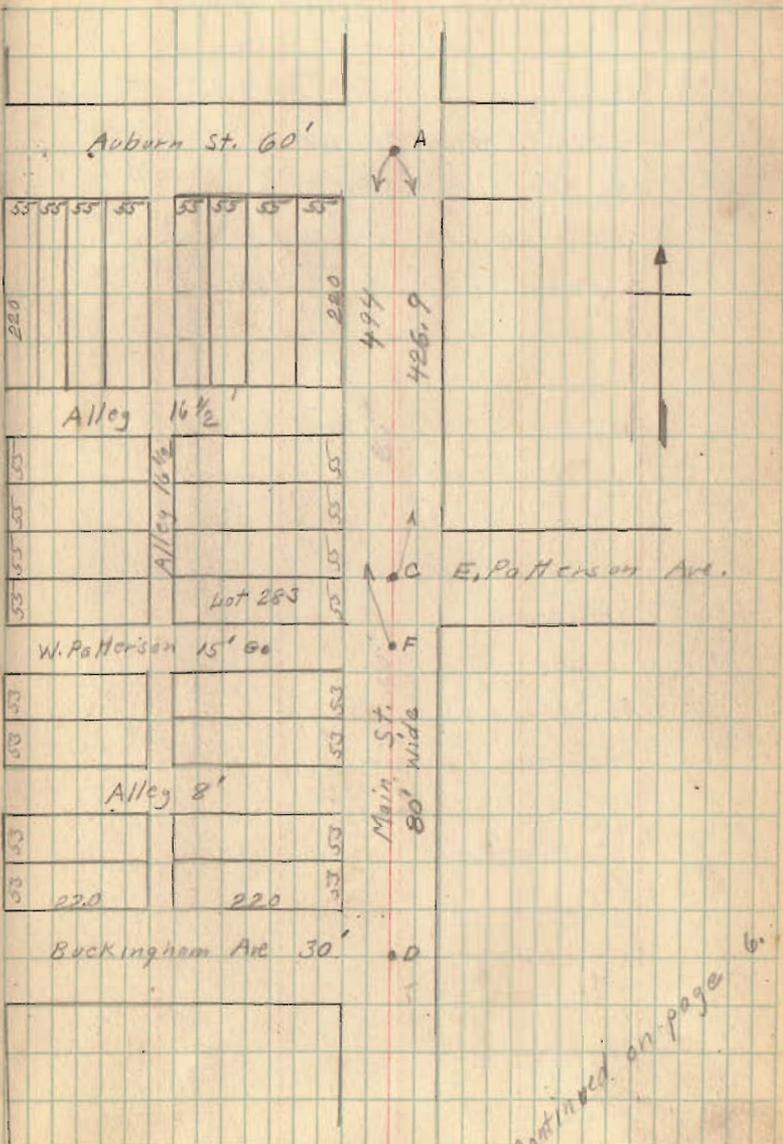 Auburn St. 60'
A
55 55 55 55 55 55 55 55
220
220
494
426.9
Alley 16 1/2'
Alley 16 1/2
55
55
55
55
55
55
53
55
Lot 283
C
E. Patterson Ave.
W. Patterson 15'
F
53
53
53
53
Main St.
80' Wide
Alley 8'
53
53
53
53
220
220
Buckingham Ave 30'
D
Continued on page 6.